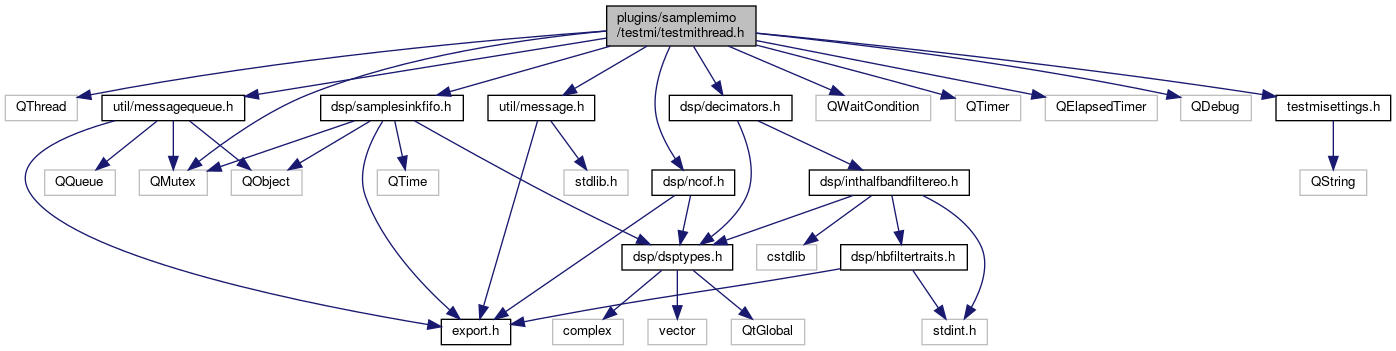 plugins/samplemimo
/testmi/testmithread.h
QThread
util/messagequeue.h
dsp/samplesinkfifo.h
util/message.h
dsp/decimators.h
QWaitCondition
QTimer
QElapsedTimer
QDebug
testmisettings.h
QQueue
QMutex
QObject
QTime
stdlib.h
dsp/ncof.h
dsp/inthalfbandfiltereo.h
QString
dsp/dsptypes.h
cstdlib
dsp/hbfiltertraits.h
export.h
complex
vector
QtGlobal
stdint.h